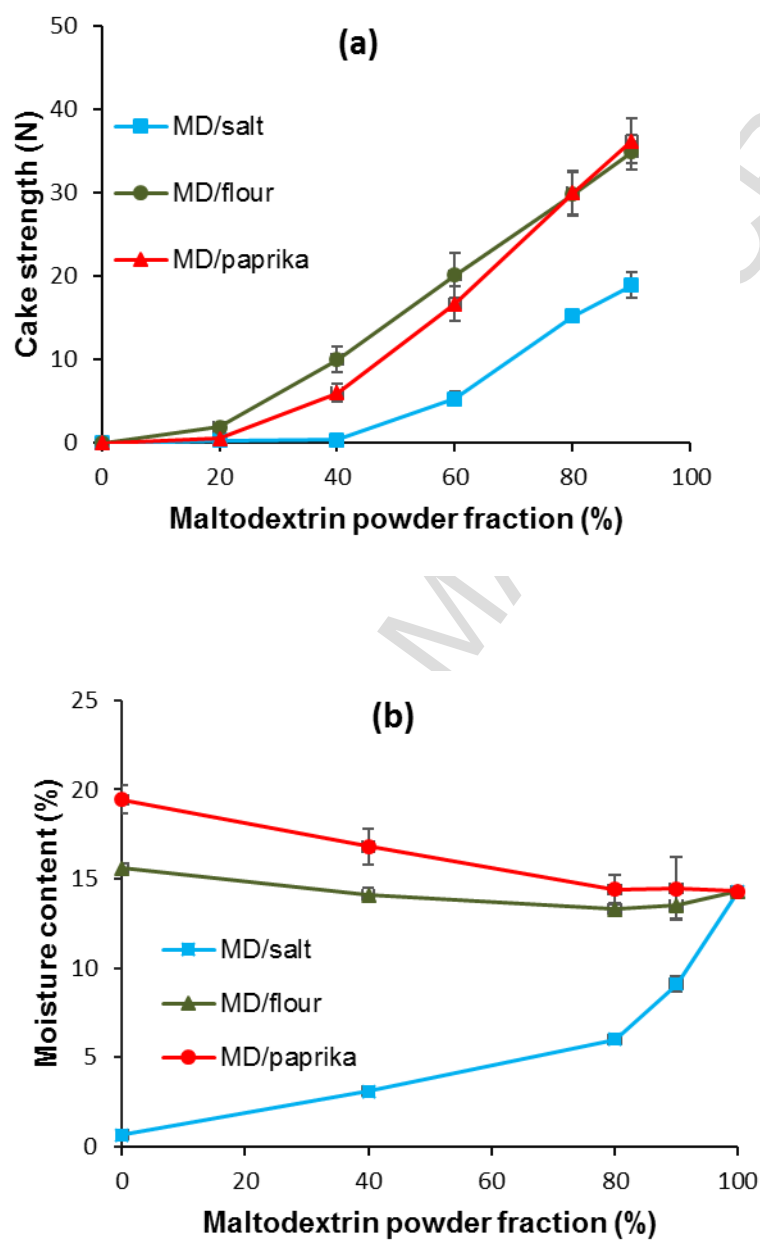 (a)
50
40
30
20
10
0
Cake strength (N)
MD/salt
MD/flour
MD/paprika
0 20 40 60 80 100
Maltodextrin powder fraction (%)
MA
(b)
25
20
15
10
5
0
Moisture content (%)
MD/salt
MD/flour
MD/paprika
0 20 40 60 80 100
Maltodextrin powder fraction (%)